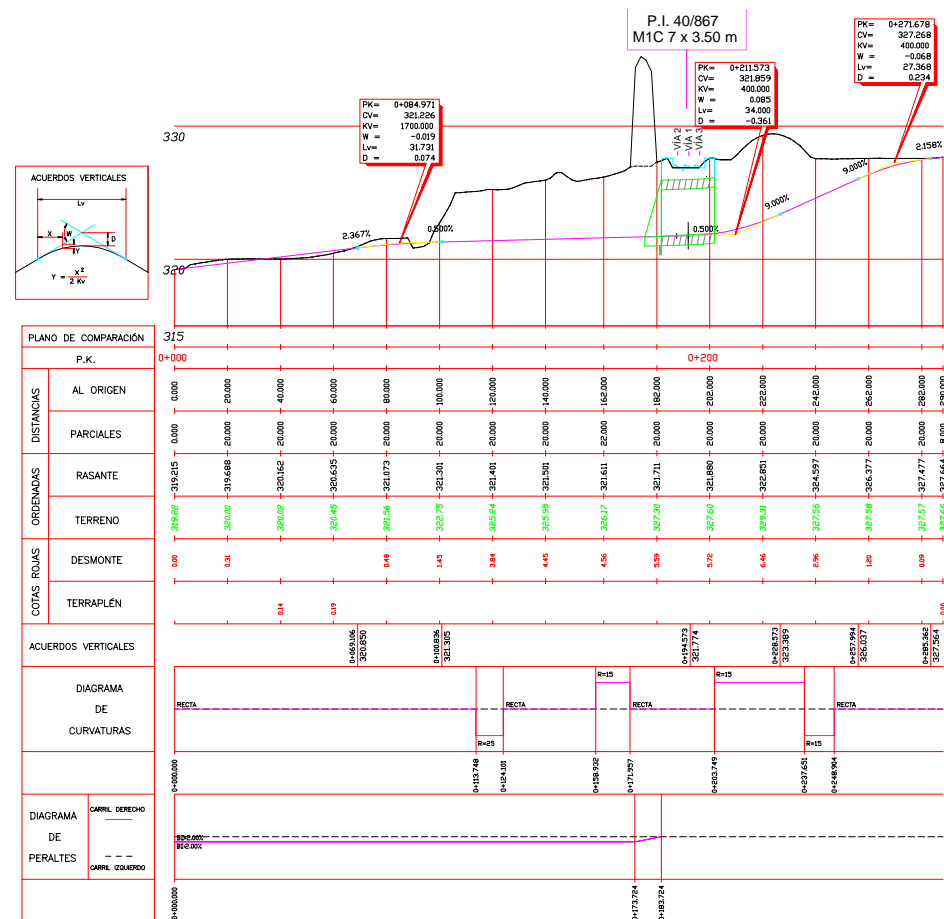 P.I. 40/867
M1C 7 x 3.50 m
PK= 0+271.678
CV= 327.268
KV= 400.000
W = -0.068
Lv= 27.368
D = 0.234
PK= 0+211.573
CV= 321.859
KV= 400.000
W = 0.085
Lv= 34.000
D = -0.361
PK= 0+084.971
CV= 321.226
KV= 1700.000
W = -0.019
Lv= 31.731
D = 0.074
330
VÍA 2
VÍA 1
VÍA 3
2.158%
9.000%
9.000%
ACUERDOS VERTICALES
Lv
X
W
D
Y
Y = X²
2 Kv
2.367%
0.500%
0.500%
320
PLANO DE COMPARACIÓN 315
P.K. 0+000 0+200
DISTANCIAS
AL ORIGEN 0.000 20.000 40.000 60.000 80.000 100.000 120.000 140.000 162.000 182.000 202.000 222.000 242.000 262.000 282.000 290.000
PARCIALES 0.000 20.000 20.000 20.000 20.000 20.000 20.000 20.000 22.000 20.000 20.000 20.000 20.000 20.000 20.000 8.000
ORDENADAS
RASANTE 319.215 319.688 320.162 320.635 321.073 321.301 321.401 321.501 321.611 321.711 321.880 322.851 324.597 326.377 327.477 327.664
TERRENO 319.22 320.00 320.02 320.45 321.56 322.75 325.24 325.95 326.17 327.30 327.60 329.31 327.56 327.58 327.57 327.66
COTAS ROJAS
DESMONTE 0.00 0.31 0.48 1.45 3.84 4.45 4.56 5.59 5.72 6.46 2.96 1.20 0.09
TERRAPLÉN 0.14 0.19 0.00
ACUERDOS VERTICALES 0+069.106 320.850 0+100.836 321.305 0+194.573 321.774 0+228.573 323.389 0+257.994 326.037 0+285.362 327.564
DIAGRAMA
DE
CURVATURAS
RECTA R=25 RECTA R=15 RECTA R=15 R=15 RECTA
0+000.000 0+113.748 0+124.101 0+158.932 0+171.957 0+203.749 0+237.651 0+248.904
DIAGRAMA
DE
PERALTES
CARRIL DERECHO
CARRIL IZQUIERDO
0+000.000 0+173.724 0+183.724